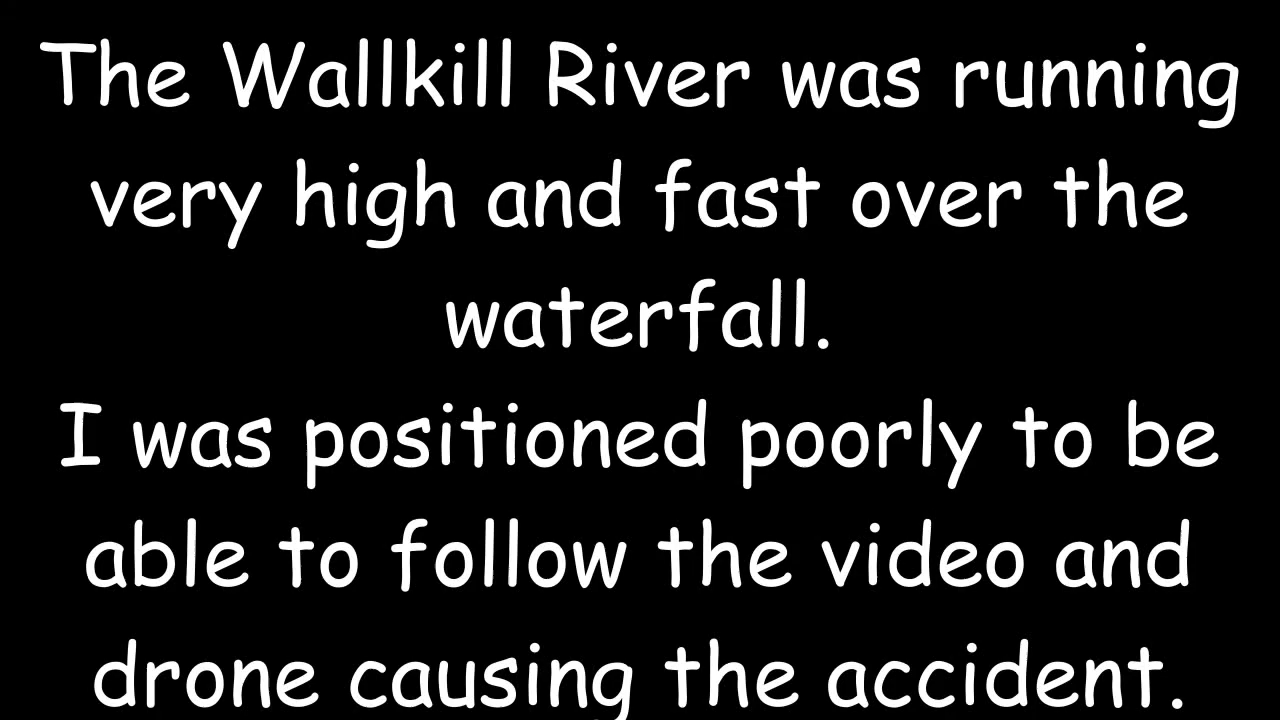 The Wallkill River was running
very high and fast over the
waterfall.
I was positioned poorly to be
able to follow the video and
drone causing the accident.